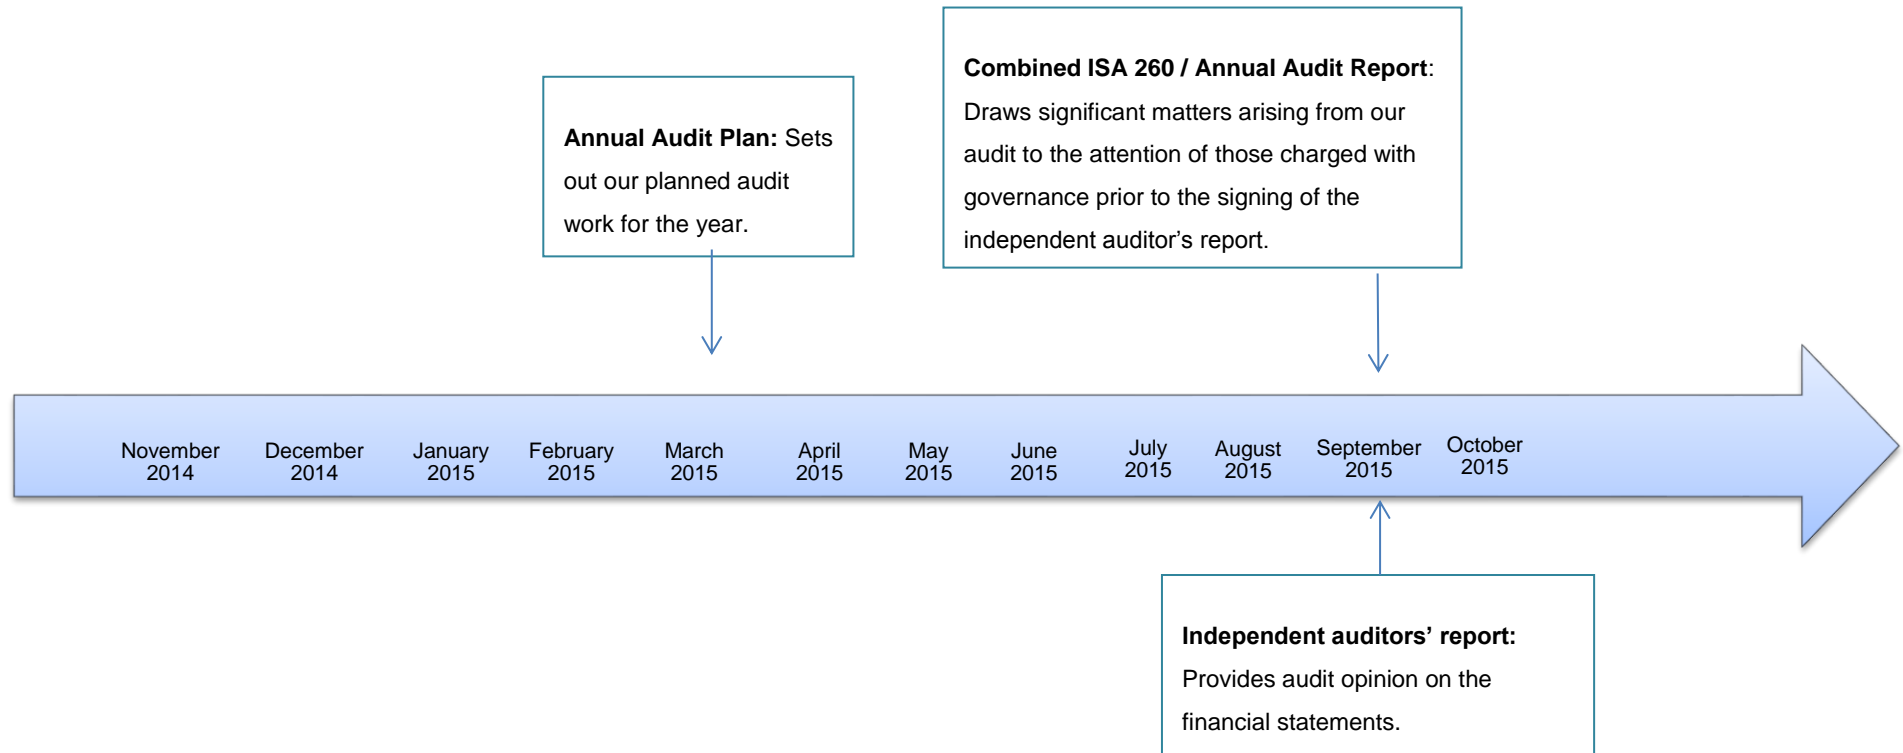 Combined ISA 260 / Annual Audit Report:
Draws significant matters arising from our
audit to the attention of those charged with
governance prior to the signing of the
independent auditor’s report.
Annual Audit Plan: Sets
out our planned audit
work for the year.
November
2014
December
2014
January
2015
February
2015
March
2015
April
2015
May
2015
June
2015
July
2015
August
2015
September
2015
October
2015
Independent auditors’ report:
Provides audit opinion on the
financial statements.